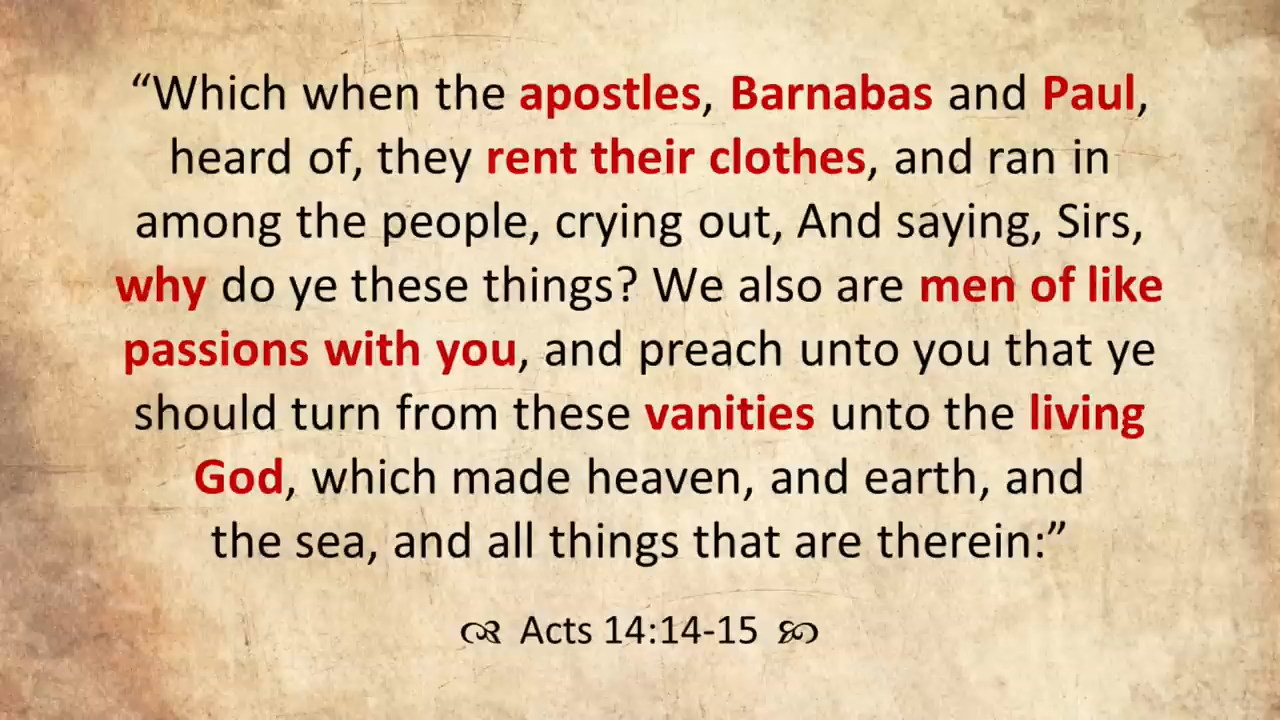 “Which when the apostles, Barnabas and Paul,
heard of, they rent their clothes, and ran in
among the people, crying out, And saying, Sirs,
why do ye these things? We also are men of like
passions with you, and preach unto you that ye
should turn from these vanities unto the living
God, which made heaven, and earth, and
the sea, and all things that are therein:”
Acts 14:14-15